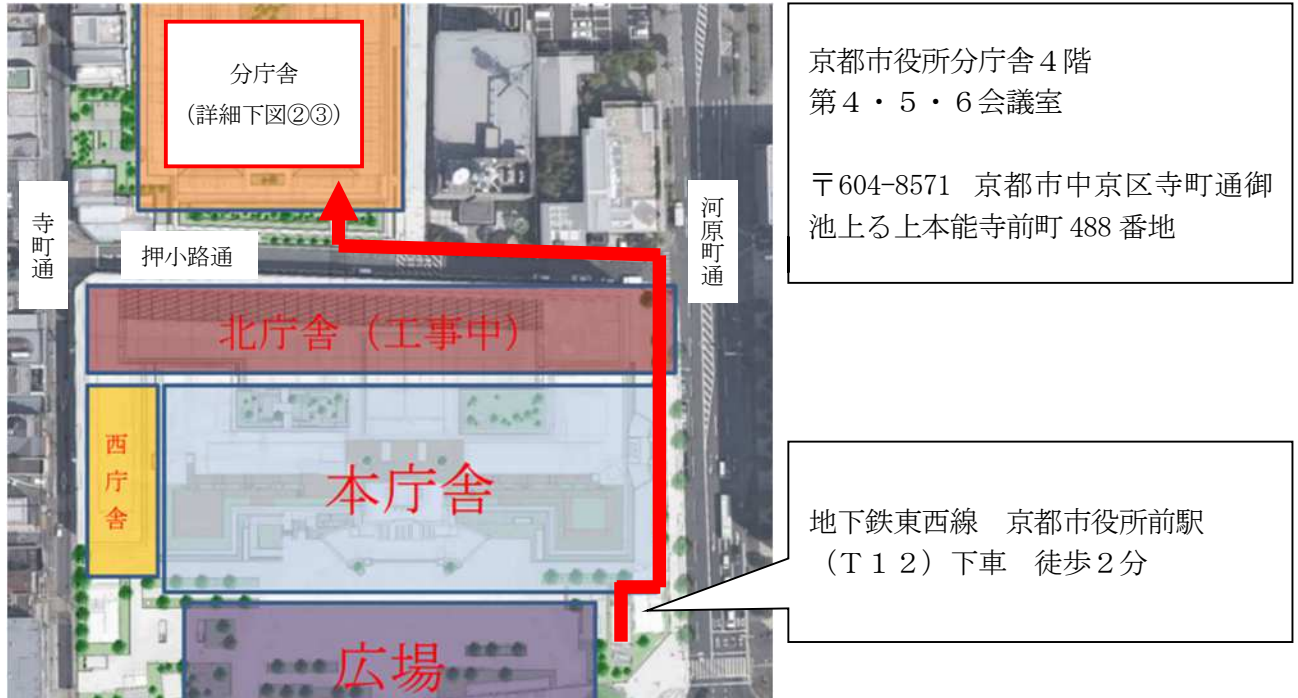 分庁舎
(詳細下図②③)
京都市役所分庁舎４階
第４・５・６会議室
〒604-8571 京都市中京区寺町通御
池上る上本能寺前町 488 番地
寺町通
押小路通
河原町通
北庁舎（工事中）
西庁舎
本庁舎
地下鉄東西線　京都市役所前駅
（Ｔ１２）下車　徒歩２分
広場